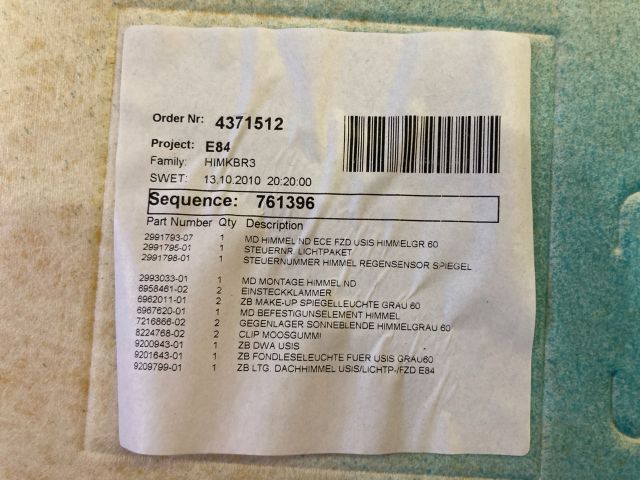 Order Nr: 4371512
Project: E84
Family: HIMKBR3
SWET: 13.10.2010 20:20:00
Sequence: 761396
Part Number Qty Description
2991793-07 1 MD HIMMEL ND ECE FZD USIS HIMMELGR 60
2991795-01 1 STEUERNR. LICHTPAKET
2991798-01 1 STEUERNUMMER HIMMEL REGENSENSOR SPIEGEL
2993033-01 1 MD MONTAGE HIMMEL ND
6958461-02 2 EINSTECKKLAMMER
6962011-01 2 ZB MAKE-UP SPIEGELLEUCHTE GRAU 60
6967620-01 1 MD BEFESTIGUNSELEMENT HIMMEL
7216866-02 2 GEGENLAGER SONNEBLENDE HIMMELGRAU 60
8224768-02 2 CLIP MOOSGUMMI
9200943-01 1 ZB DWA USIS
9201643-01 1 ZB FONDLESELEUCHTE FUER USIS GRAU60
9209799-01 1 ZB LTG. DACHHIMMEL USIS/LICHTP-/FZD E84